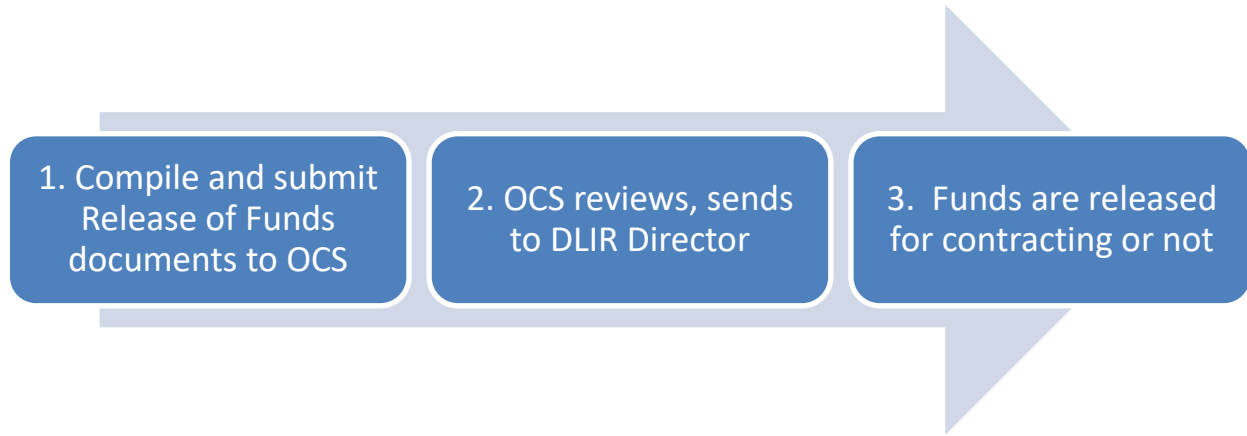 1. Compile and submit
Release of Funds
documents to OCS
2. OCS reviews, sends
to DLIR Director
3.  Funds are released
for contracting or not